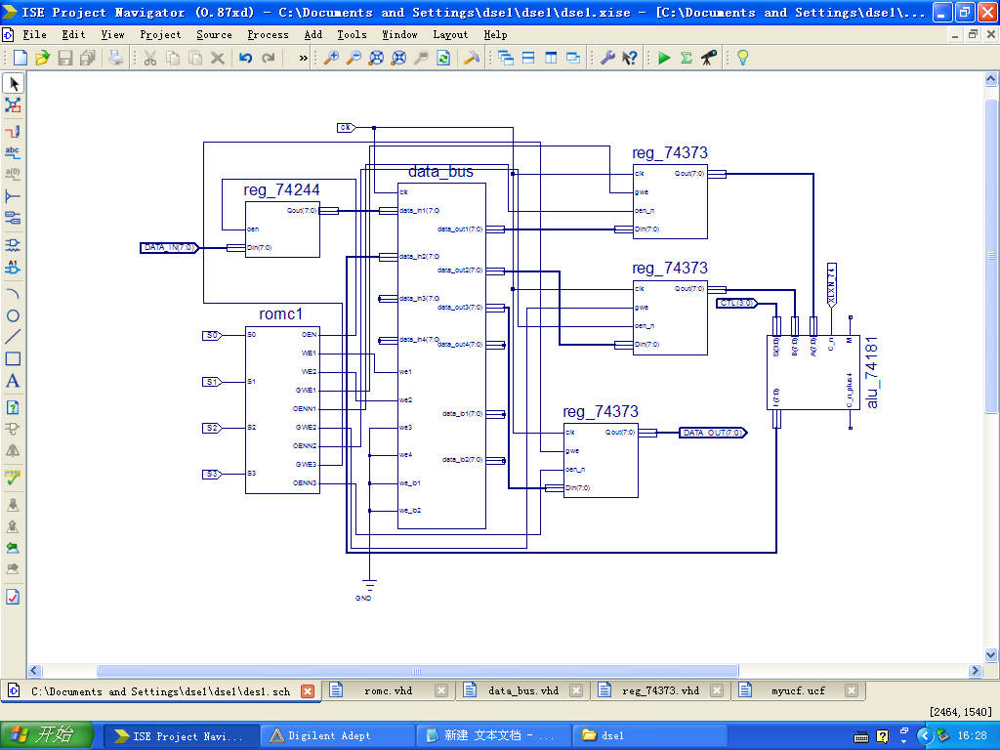 ISE Project Navigator (0.87xd) - C:\Documents and Settings\dse1\dse1\dse1.xise - [C:\Documents and Settings\dse1\...
File Edit View Project Source Process Add Tools Window Layout Help
clk
reg_74244
Qout(7:0)
oen
Din(7:0)
DATA_IN(7:0)
data_bus
clk
data_in1(7:0)
data_out1(7:0)
data_in2(7:0)
data_out2(7:0)
data_in3(7:0)
data_out3(7:0)
data_in4(7:0)
data_out4(7:0)
we1
we2
data_io1(7:0)
we3
we4
data_io2(7:0)
we_io1
we_io2
GND
romc1
S0 S0 OEN
WE1
S1 S1 WE2
GWE1
OENN1
S2 S2 GWE2
OENN2
GWE3
S3 S3 OENN3
reg_74373
clk Qout(7:0)
gwe
oen_n
Din(7:0)
reg_74373
clk Qout(7:0)
gwe
oen_n
Din(7:0)
reg_74373
clk Qout(7:0)
gwe
oen_n
Din(7:0)
DATA_OUT(7:0)
CTL(3:0)
XLXN_74
S(3:0)
B(7:0)
A(7:0)
C_n
M
F(7:0)
C_n_plus4
alu_74181
C:\Documents and Settings\dse1\dse1\des1.sch romc.vhd data_bus.vhd reg_74373.vhd myucf.ucf
[2464,1540]
开始 ISE Project Navi... Digilent Adept 新建 文本文档 - ... dse1 16:28